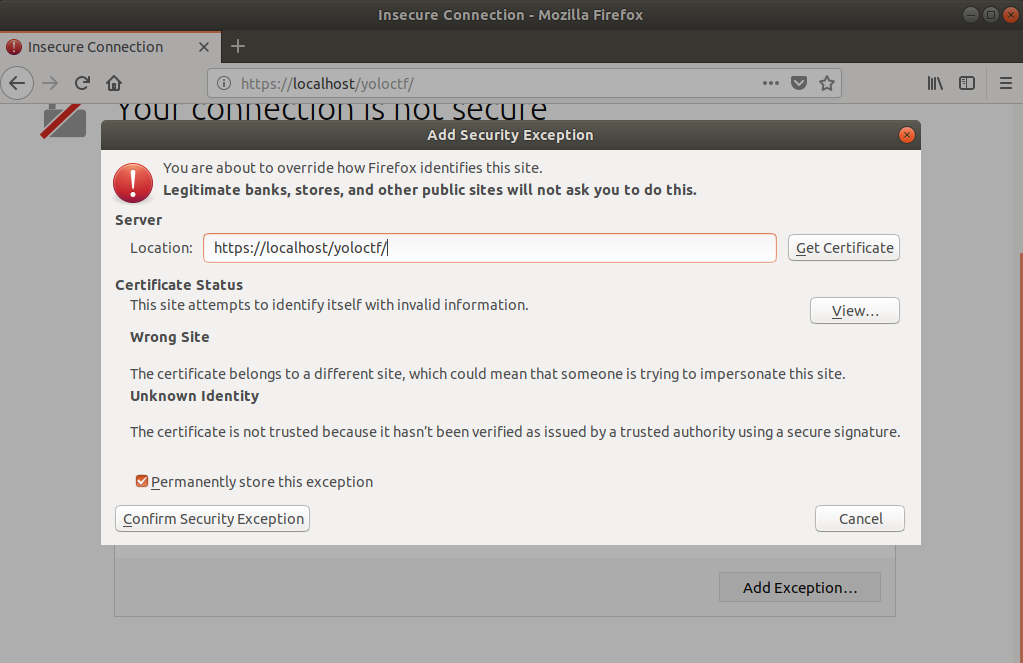 Insecure Connection - Mozilla Firefox
Insecure Connection
https://localhost/yoloctf/
Your connection is not secure
Add Security Exception
You are about to override how Firefox identifies this site.
Legitimate banks, stores, and other public sites will not ask you to do this.
Server
Location: https://localhost/yoloctf/ Get Certificate
Certificate Status
This site attempts to identify itself with invalid information.
View…
Wrong Site
The certificate belongs to a different site, which could mean that someone is trying to impersonate this site.
Unknown Identity
The certificate is not trusted because it hasn’t been verified as issued by a trusted authority using a secure signature.
Permanently store this exception
Confirm Security Exception Cancel
Add Exception…